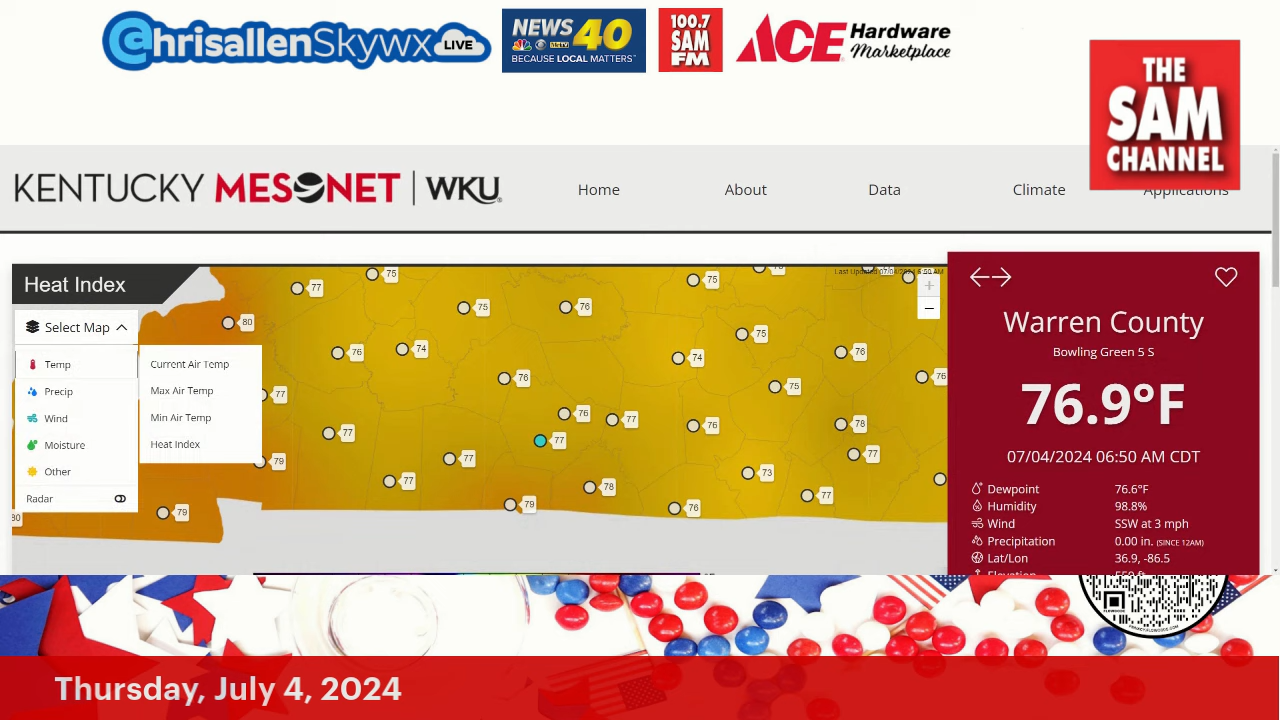 @hrisallenSkywx LIVE
NEWS 40
BECAUSE LOCAL MATTERS
100.7
SAM
FM
ACE Hardware
Marketplace
THE
SAM
CHANNEL
KENTUCKY MESONET | WKU
Home
About
Data
Climate
Applications
Heat Index
Select Map
Temp
Precip
Wind
Moisture
Other
Radar
Current Air Temp
Max Air Temp
Min Air Temp
Heat Index
75
77
75
76
75
80
75
76
74
74
76
76
76
77
75
76
77
76
78
77
77
77
79
77
73
77
78
77
79
76
79
80
Warren County
Bowling Green 5 S
76.9°F
07/04/2024 06:50 AM CDT
Dewpoint 76.6°F
Humidity 98.8%
Wind SSW at 3 mph
Precipitation 0.00 in. (SINCE 12AM)
Lat/Lon 36.9, -86.5
Thursday, July 4, 2024